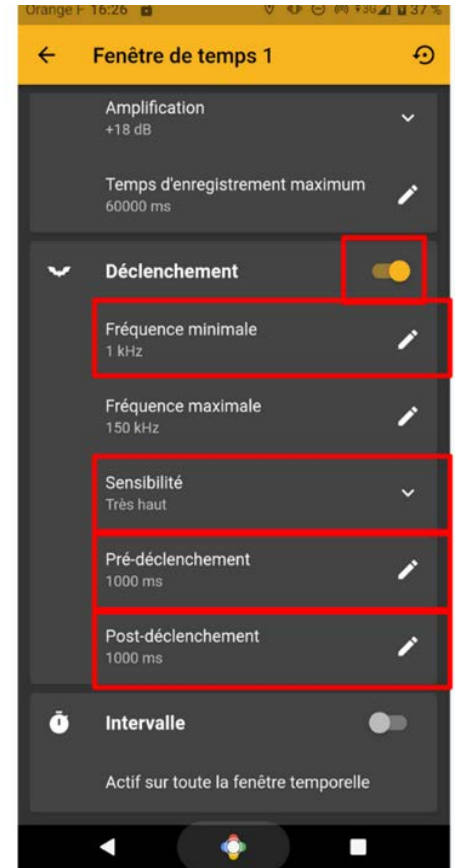 Orange F 16:26 3G 37 %
Fenêtre de temps 1
Amplification
+18 dB
Temps d'enregistrement maximum
60000 ms
Déclenchement
Fréquence minimale
1 kHz
Fréquence maximale
150 kHz
Sensibilité
Très haut
Pré-déclenchement
1000 ms
Post-déclenchement
1000 ms
Intervalle
Actif sur toute la fenêtre temporelle